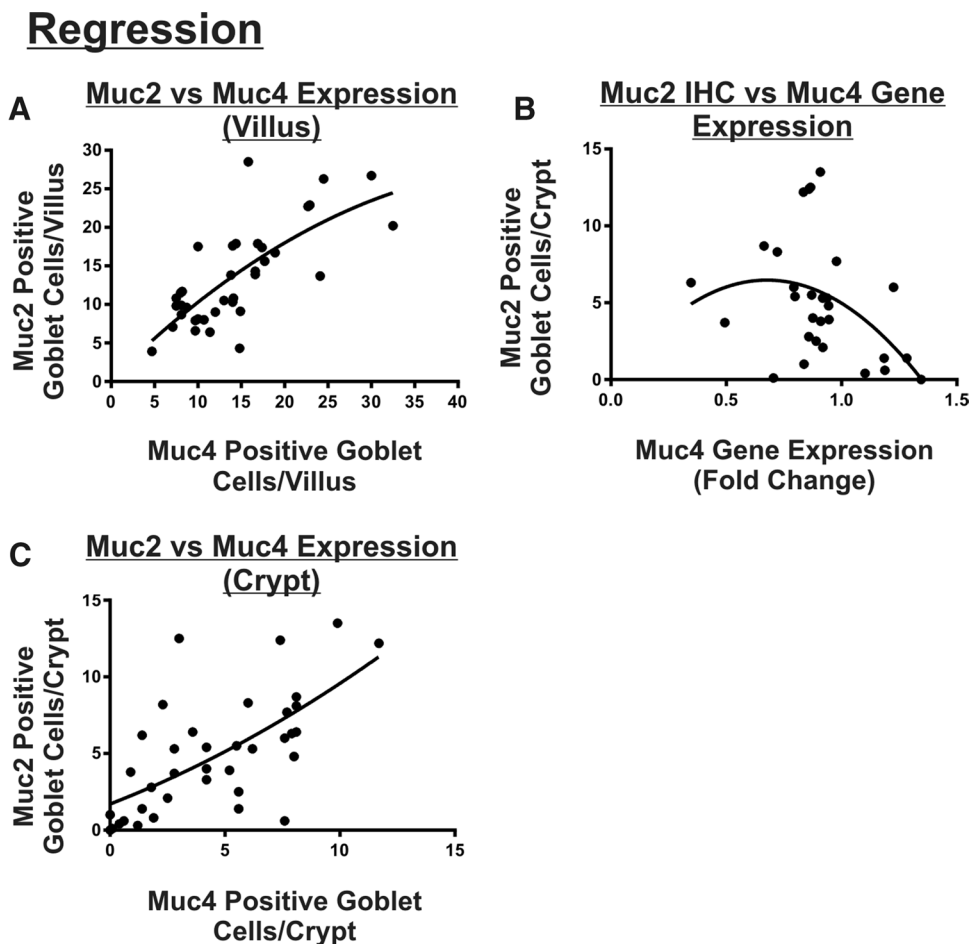 Regression
A
Muc2 vs Muc4 Expression
(Villus)
Muc2 Positive
Goblet Cells/Villus
30
25
20
15
10
5
0
0 5 10 15 20 25 30 35 40
Muc4 Positive Goblet
Cells/Villus
B
Muc2 IHC vs Muc4 Gene
Expression
Muc2 Positive
Goblet Cells/Crypt
15
10
5
0
0.0 0.5 1.0 1.5
Muc4 Gene Expression
(Fold Change)
C
Muc2 vs Muc4 Expression
(Crypt)
Muc2 Positive
Goblet Cells/Crypt
15
10
5
0
0 5 10 15
Muc4 Positive Goblet
Cells/Crypt